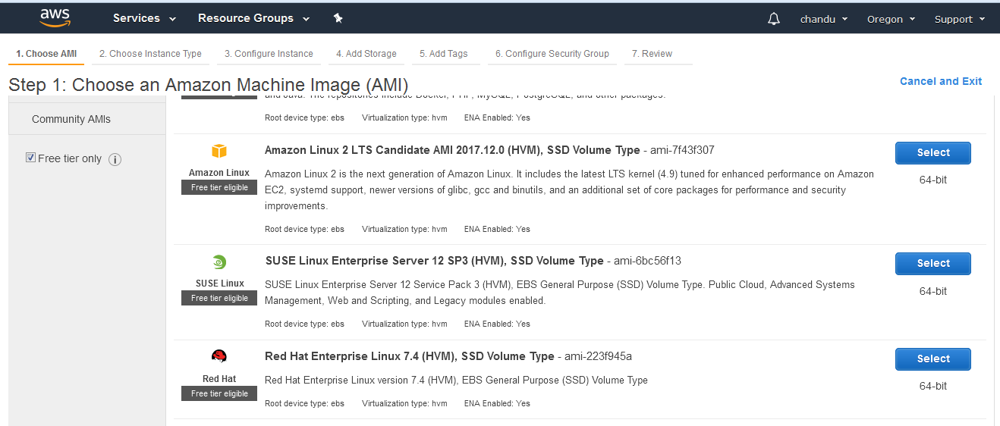 aws Services Resource Groups chandu Oregon Support
1. Choose AMI 2. Choose Instance Type 3. Configure Instance 4. Add Storage 5. Add Tags 6. Configure Security Group 7. Review
Step 1: Choose an Amazon Machine Image (AMI) Cancel and Exit
and Java. The repositories include Docker, PHP, MySQL, PostgreSQL, and other packages.
Root device type: ebs Virtualization type: hvm ENA Enabled: Yes
Community AMIs
Free tier only
Amazon Linux
Free tier eligible
Amazon Linux 2 LTS Candidate AMI 2017.12.0 (HVM), SSD Volume Type - ami-7f43f307
Amazon Linux 2 is the next generation of Amazon Linux. It includes the latest LTS kernel (4.9) tuned for enhanced performance on Amazon
EC2, systemd support, newer versions of glibc, gcc and binutils, and an additional set of core packages for performance and security
improvements.
Root device type: ebs Virtualization type: hvm ENA Enabled: Yes
Select
64-bit
SUSE Linux
Free tier eligible
SUSE Linux Enterprise Server 12 SP3 (HVM), SSD Volume Type - ami-6bc56f13
SUSE Linux Enterprise Server 12 Service Pack 3 (HVM), EBS General Purpose (SSD) Volume Type. Public Cloud, Advanced Systems
Management, Web and Scripting, and Legacy modules enabled.
Root device type: ebs Virtualization type: hvm ENA Enabled: Yes
Select
64-bit
Red Hat
Free tier eligible
Red Hat Enterprise Linux 7.4 (HVM), SSD Volume Type - ami-223f945a
Red Hat Enterprise Linux version 7.4 (HVM), EBS General Purpose (SSD) Volume Type
Root device type: ebs Virtualization type: hvm ENA Enabled: Yes
Select
64-bit